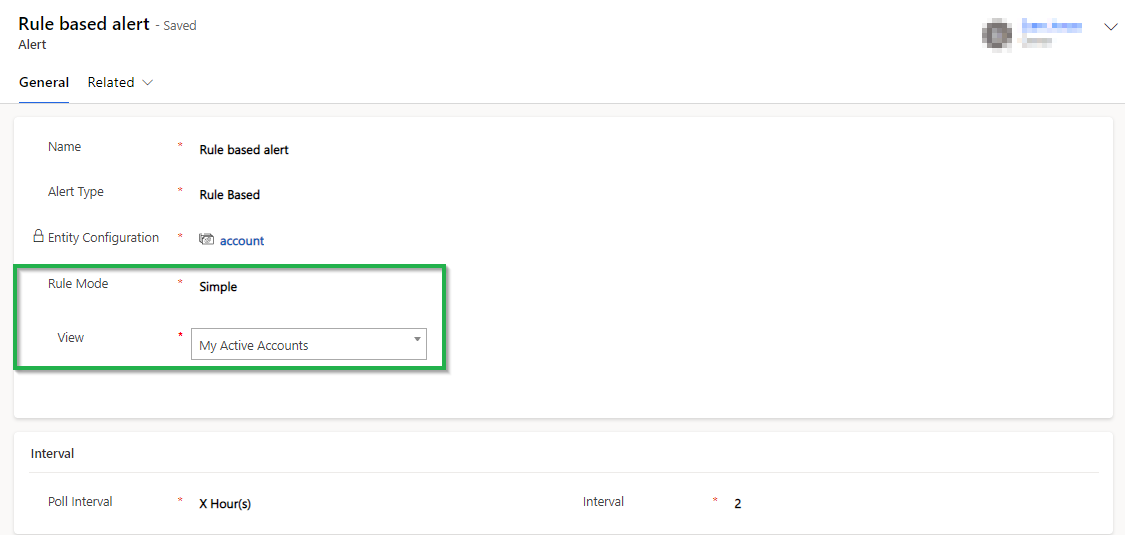 Rule based alert - Saved
Alert
General Related
Name * Rule based alert
Alert Type * Rule Based
Entity Configuration * account
Rule Mode * Simple
View * My Active Accounts
Interval
Poll Interval * X Hour(s) Interval * 2